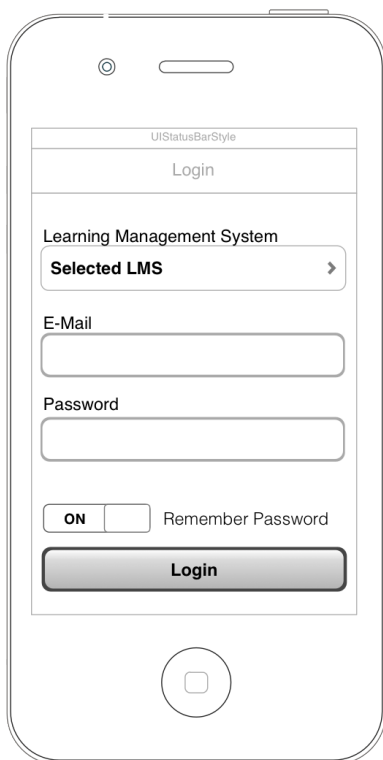 UIStatusBarStyle
Login
Learning Management System
Selected LMS
E-Mail
Password
ON Remember Password
Login